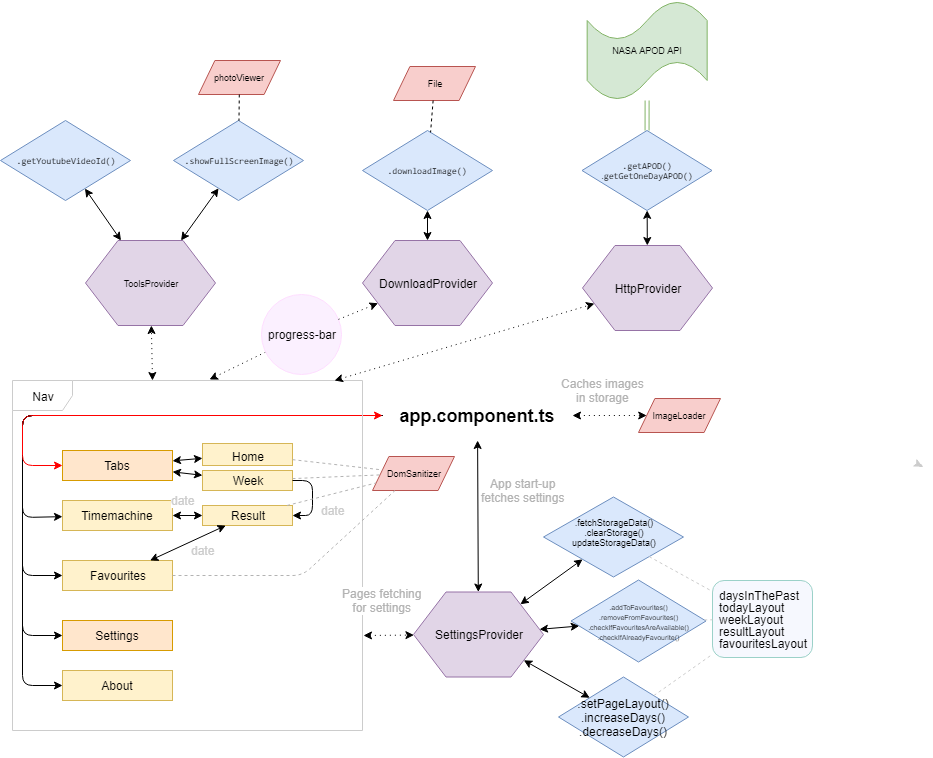 NASA APOD API
photoViewer
File
.getYoutubeVideoId()
.showFullScreenImage()
.downloadImage()
.getAPOD()
.getGetOneDayAPOD()
ToolsProvider
DownloadProvider
HttpProvider
progress-bar
Nav
app.component.ts
Caches images
in storage
ImageLoader
Tabs
Home
Week
DomSanitizer
App start-up
fetches settings
date
date
Timemachine
Result
date
Favourites
.fetchStorageData()
.clearStorage()
updateStorageData()
Pages fetching
for settings
Settings
SettingsProvider
.addToFavourites()
.removeFromFavourites()
.checkIfFavouritesAreAvailable()
.checkIfAlreadyFavourite()
daysInThePast
todayLayout
weekLayout
resultLayout
favouritesLayout
About
.setPageLayout()
.increaseDays()
.decreaseDays()